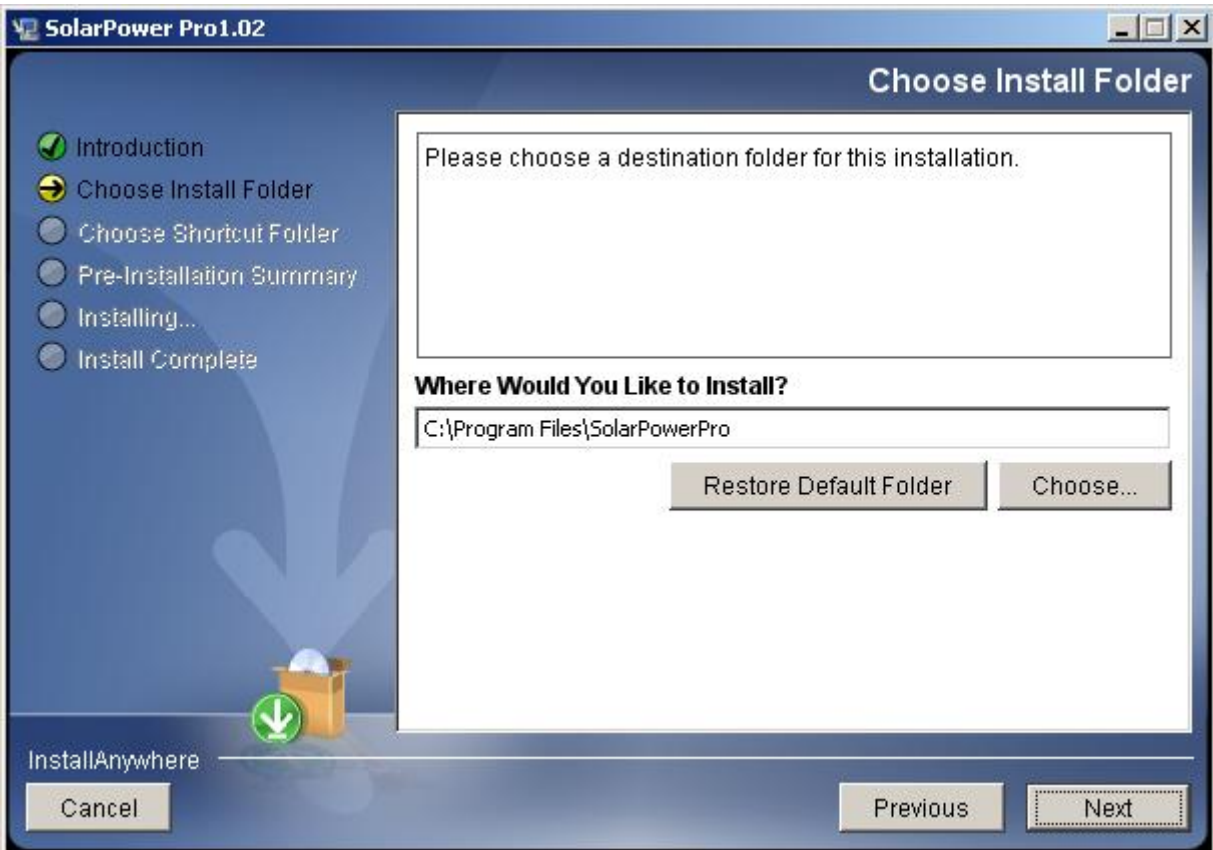 SolarPower Pro1.02
Choose Install Folder
Introduction
Choose Install Folder
Choose Shortcut Folder
Pre-Installation Summary
Installing...
Install Complete
Please choose a destination folder for this installation.
Where Would You Like to Install?
C:\Program Files\SolarPowerPro
Restore Default Folder
Choose...
InstallAnywhere
Cancel
Previous
Next